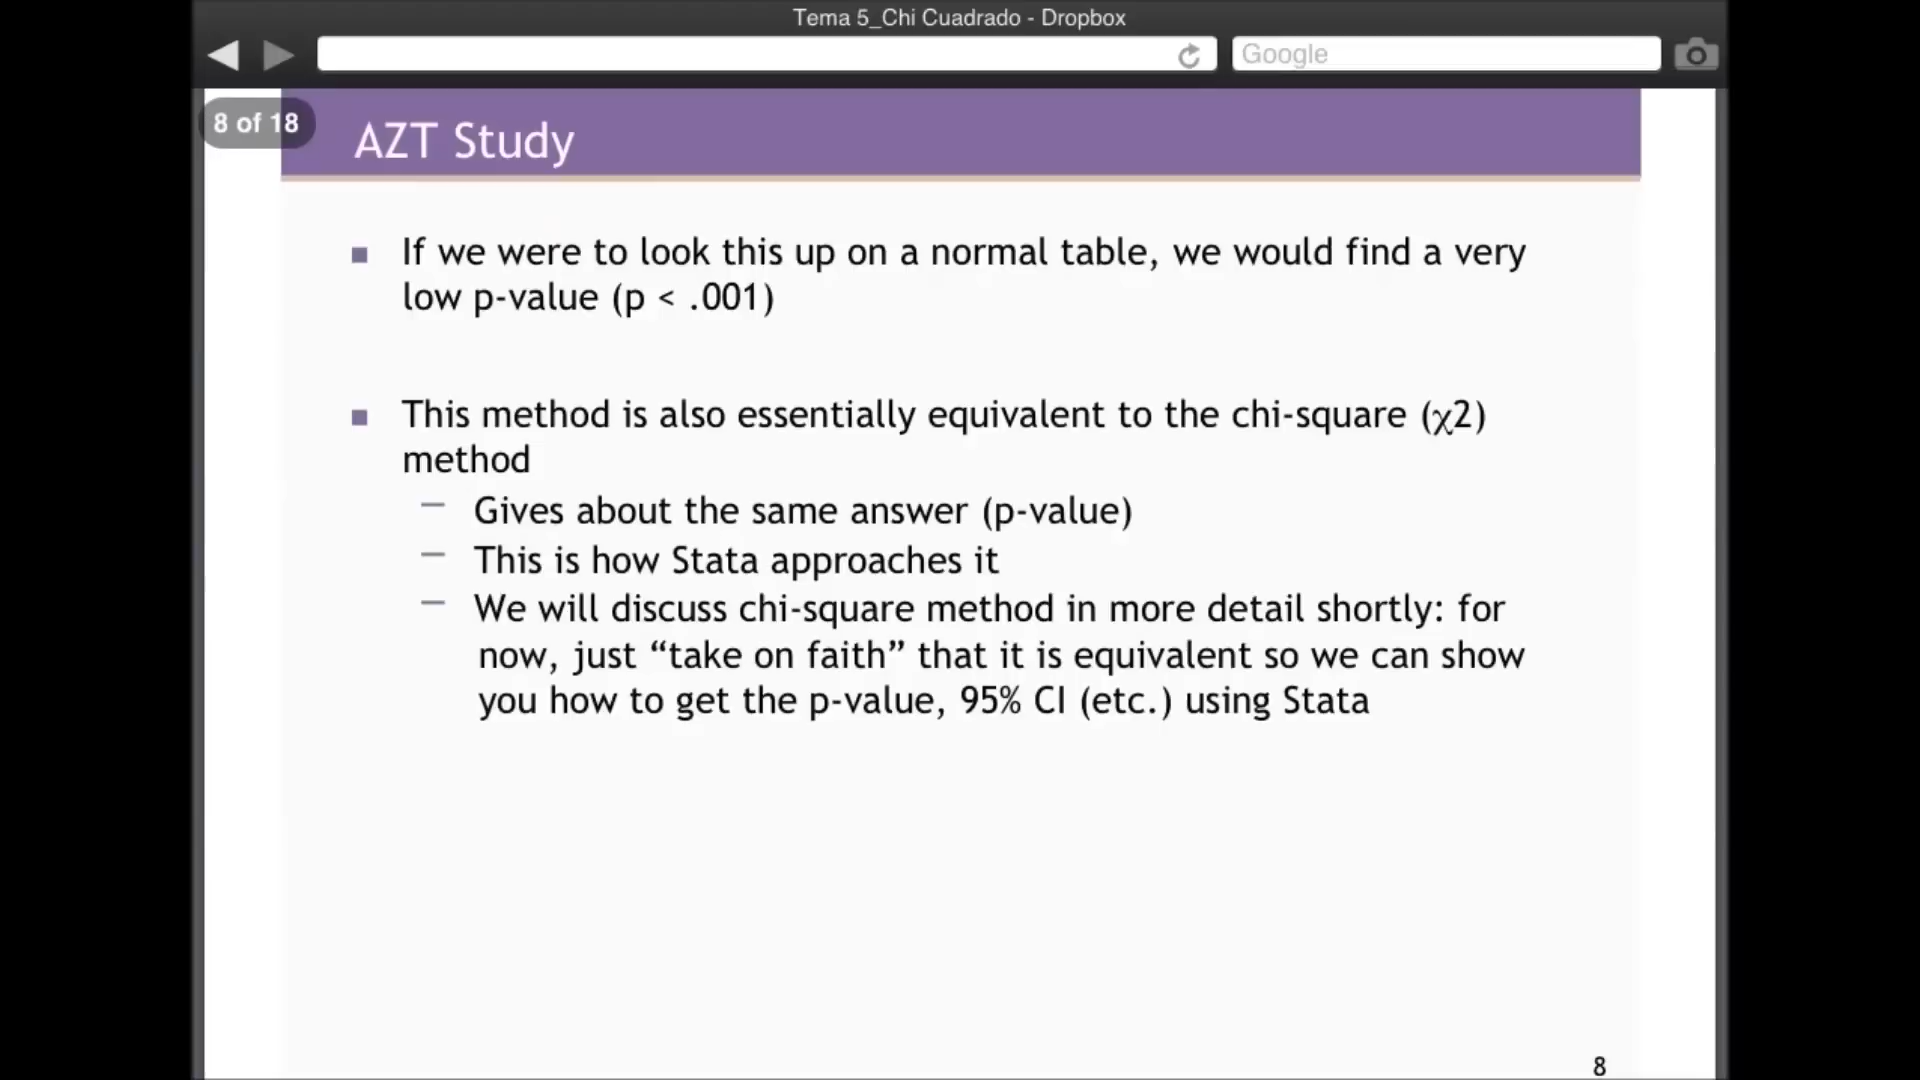 Tema 5_Chi Cuadrado - Dropbox
Google
8 of 18
AZT Study
If we were to look this up on a normal table, we would find a very
low p-value (p < .001)
This method is also essentially equivalent to the chi-square (χ2)
method
— Gives about the same answer (p-value)
— This is how Stata approaches it
— We will discuss chi-square method in more detail shortly: for
now, just “take on faith” that it is equivalent so we can show
you how to get the p-value, 95% CI (etc.) using Stata
8